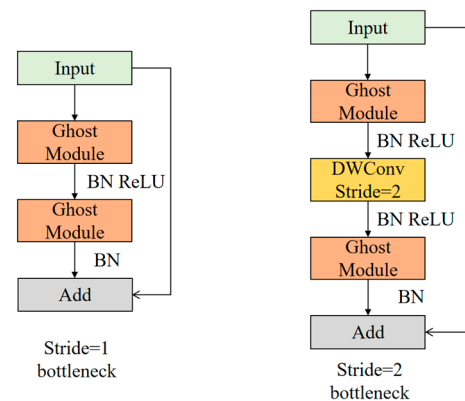 Input
Ghost
Module
BN ReLU
Ghost
Module
BN
Add
Stride=1
bottleneck
Input
Ghost
Module
BN ReLU
DWConv
Stride=2
BN ReLU
Ghost
Module
BN
Add
Stride=2
bottleneck